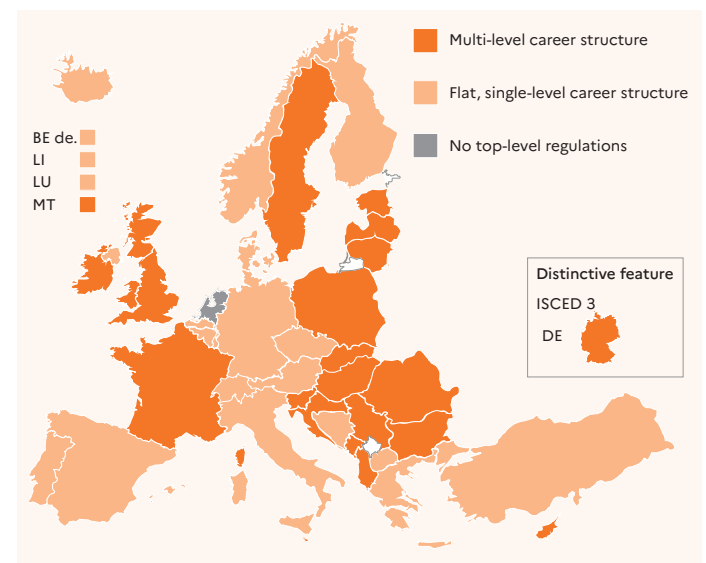 Multi-level career structure
Flat, single-level career structure
No top-level regulations
BE de.
LI
LU
MT
Distinctive feature
ISCED 3
DE